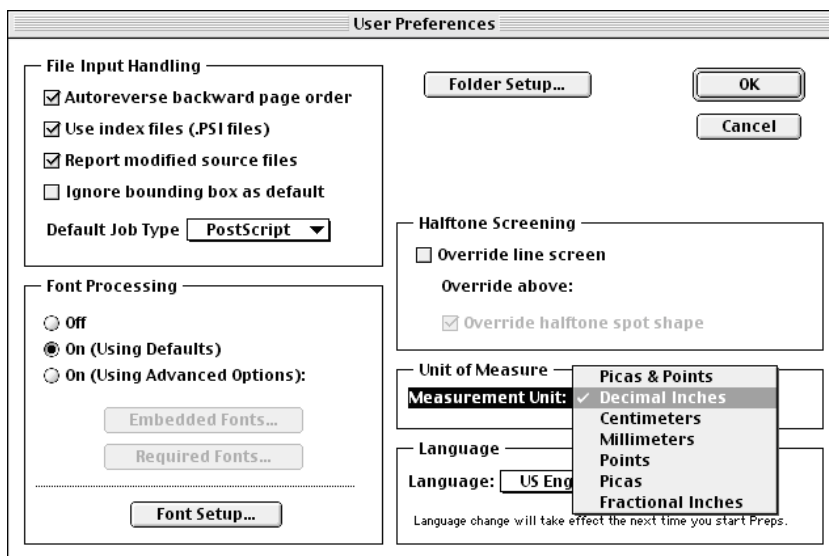 User Preferences
File Input Handling
Autoreverse backward page order
Use index files (.PSI files)
Report modified source files
Ignore bounding box as default
Default Job Type PostScript
Font Processing
Off
On (Using Defaults)
On (Using Advanced Options):
Embedded Fonts...
Required Fonts...
Font Setup...
Folder Setup...
OK
Cancel
Halftone Screening
Override line screen
Override above:
Override halftone spot shape
Unit of Measure
Measurement Unit:
Picas & Points
Decimal Inches
Centimeters
Millimeters
Points
Picas
Fractional Inches
Language
Language: US Eng
Language change will take effect the next time you start Preps.